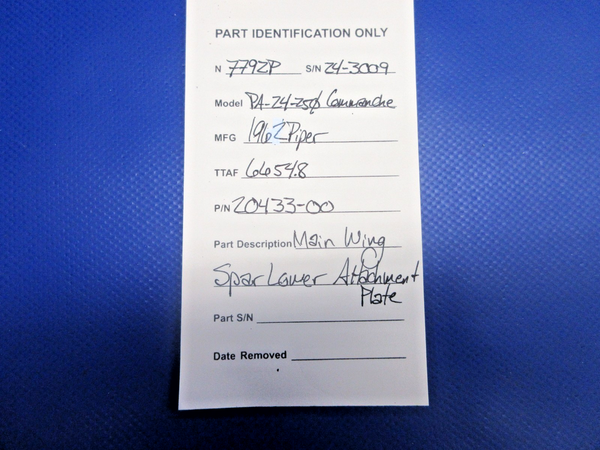 PART IDENTIFICATION ONLY
N 7792P S/N 24-3009
Model PA-24-250 Commanche
MFG 1962 Piper
TTAF 6654.8
P/N 20433-00
Part Description Main Wing
Spar Lower Attachment
Plate
Part S/N
Date Removed